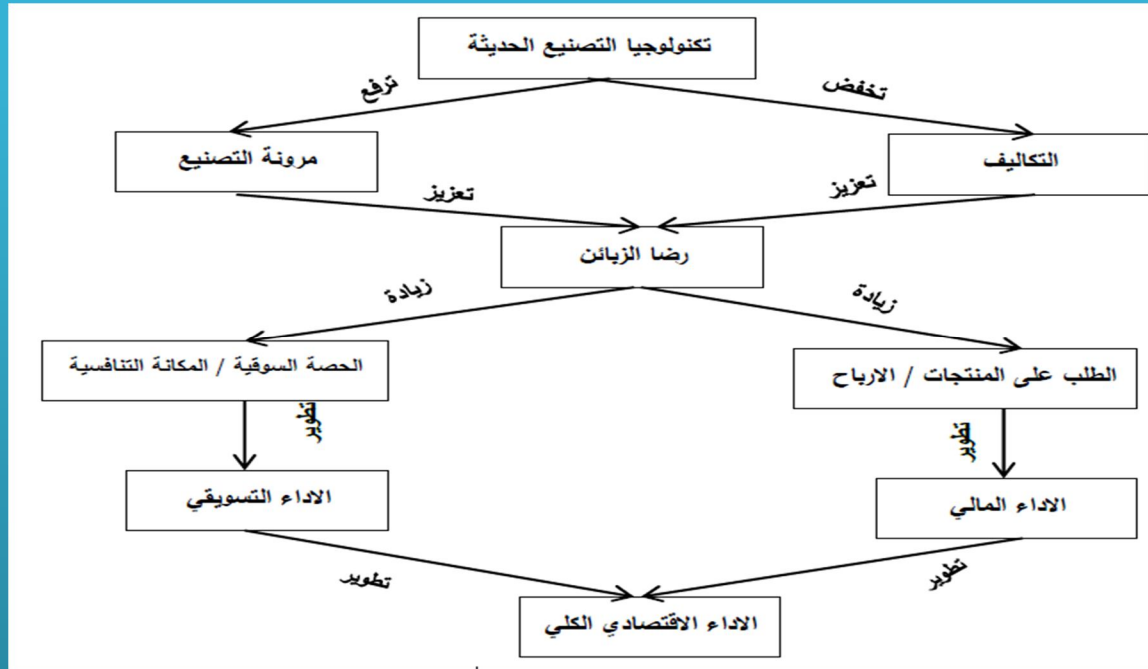 تكنولوجيا التصنيع الحديثة
تخفض
ترفع
التكاليف
مرونة التصنيع
تعزيز
تعزيز
رضا الزبائن
زيادة
زيادة
الطلب على المنتجات / الارباح
الحصة السوقية / المكانة التنافسية
تطوير
تطوير
الاداء المالي
الاداء التسويقي
تطوير
تطوير
الاداء الاقتصادي الكلي